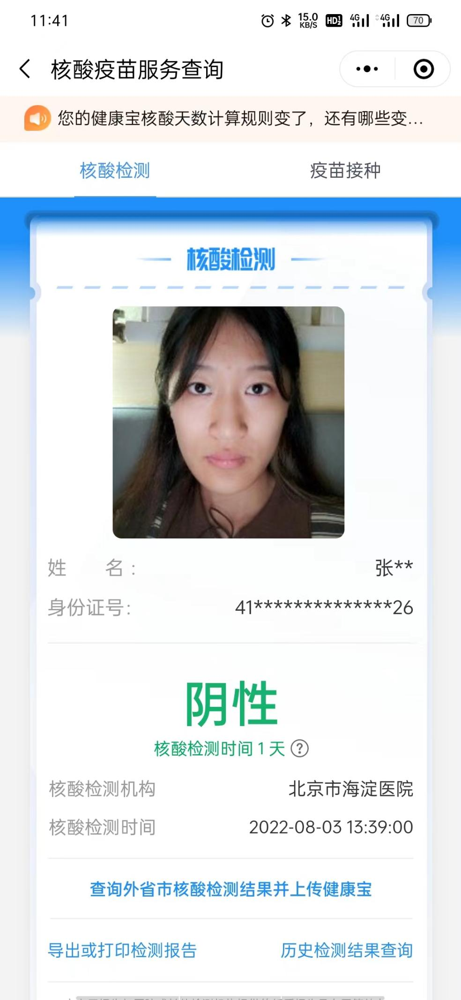 11:41 15.0 KB/S HD 1 2 4G 4G 70
核酸疫苗服务查询
您的健康宝核酸天数计算规则变了，还有哪些变...
核酸检测 疫苗接种
核酸检测
姓 名： 张**
身份证号： 41**************26
阴性
核酸检测时间 1 天 ?
核酸检测机构 北京市海淀医院
核酸检测时间 2022-08-03 13:39:00
查询外省市核酸检测结果并上传健康宝
导出或打印检测报告 历史检测结果查询